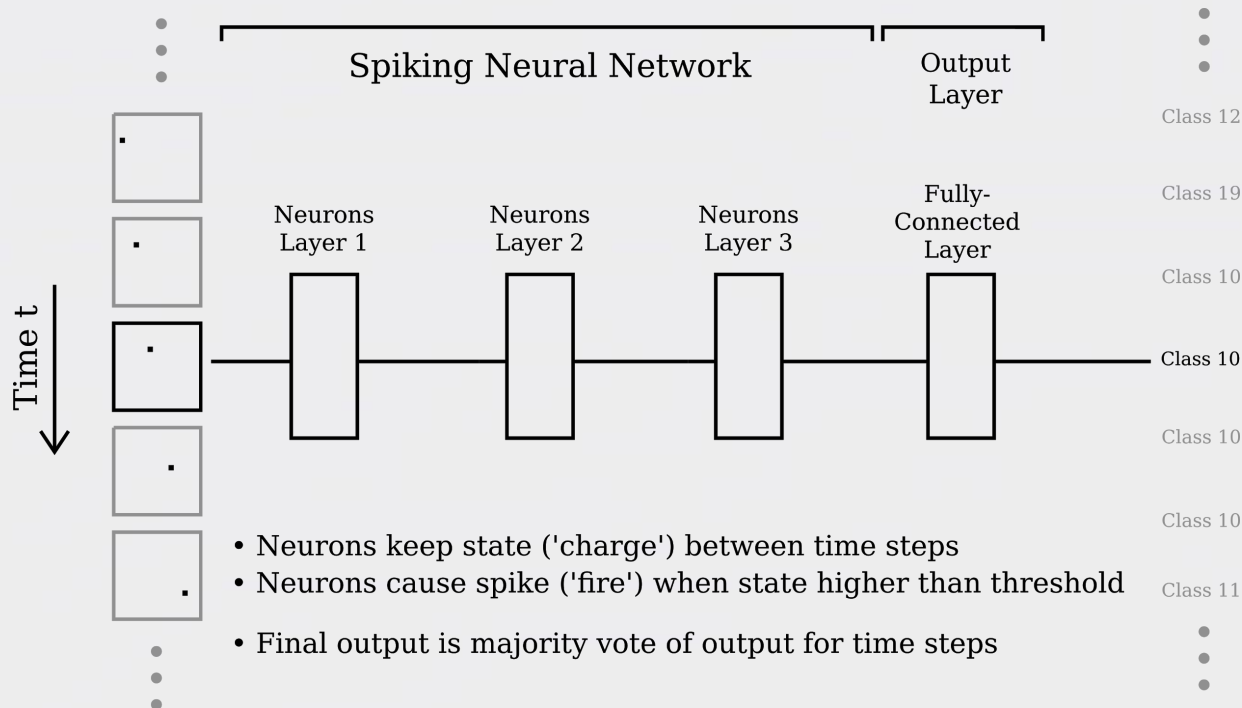 Spiking Neural Network
Output
Layer
Class 12
Class 19
Neurons
Layer 1
Neurons
Layer 2
Neurons
Layer 3
Fully-
Connected
Layer
Class 10
Time t
Class 10
Class 10
Class 10
• Neurons keep state ('charge') between time steps
• Neurons cause spike ('fire') when state higher than threshold
Class 11
• Final output is majority vote of output for time steps